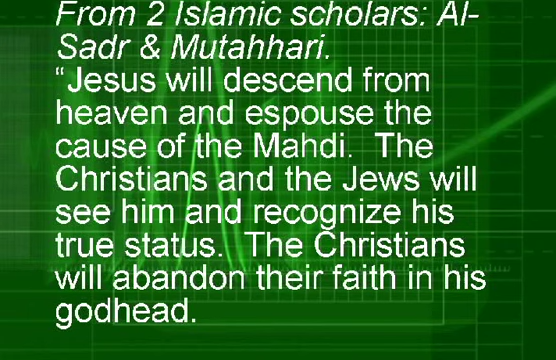 From 2 Islamic scholars: Al-
Sadr & Mutahhari.
“Jesus will descend from
heaven and espouse the
cause of the Mahdi.  The
Christians and the Jews will
see him and recognize his
true status.  The Christians
will abandon their faith in his
godhead.